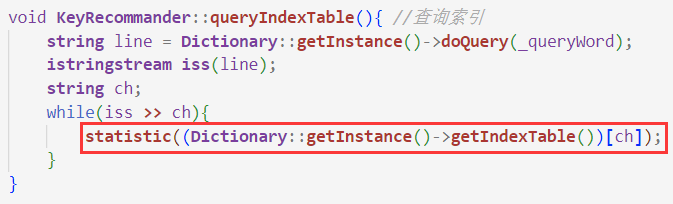 void KeyRecommander::queryIndexTable(){ //查询索引
    string line = Dictionary::getInstance()->doQuery(_queryWord);
    istringstream iss(line);
    string ch;
    while(iss >> ch){
        statistic((Dictionary::getInstance()->getIndexTable())[ch]);
    }
}